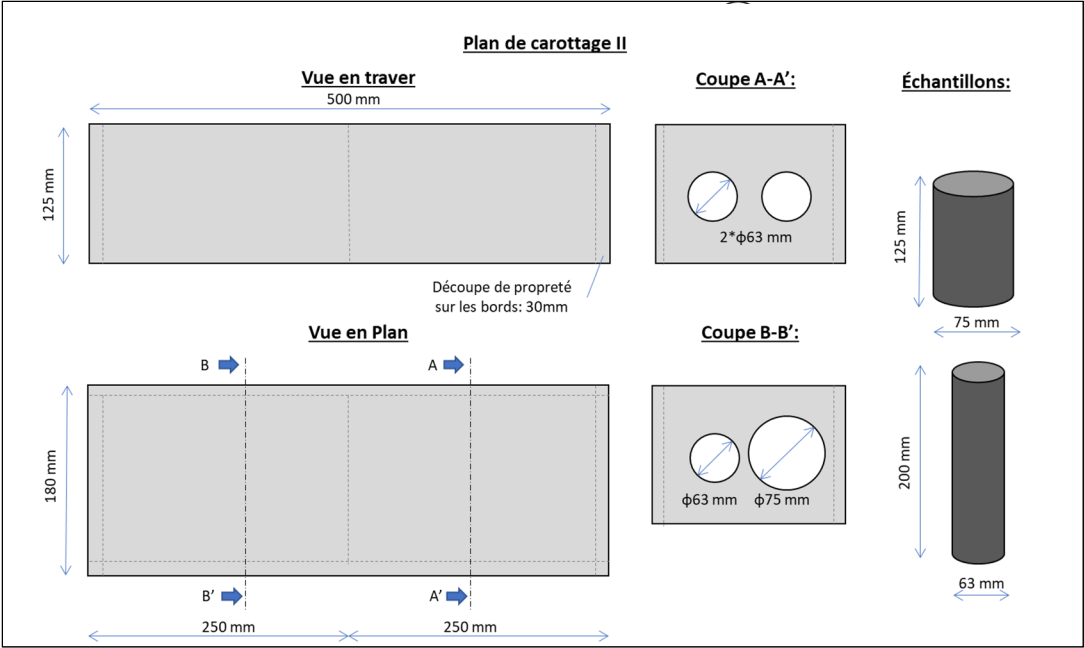 Plan de carottage II
Vue en traver
500 mm
125 mm
Découpe de propreté
sur les bords: 30mm
Coupe A-A’:
2*ϕ63 mm
Échantillons:
125 mm
75 mm
Vue en Plan
B
A
180 mm
B’
A’
250 mm
250 mm
Coupe B-B’:
ϕ63 mm
ϕ75 mm
200 mm
63 mm